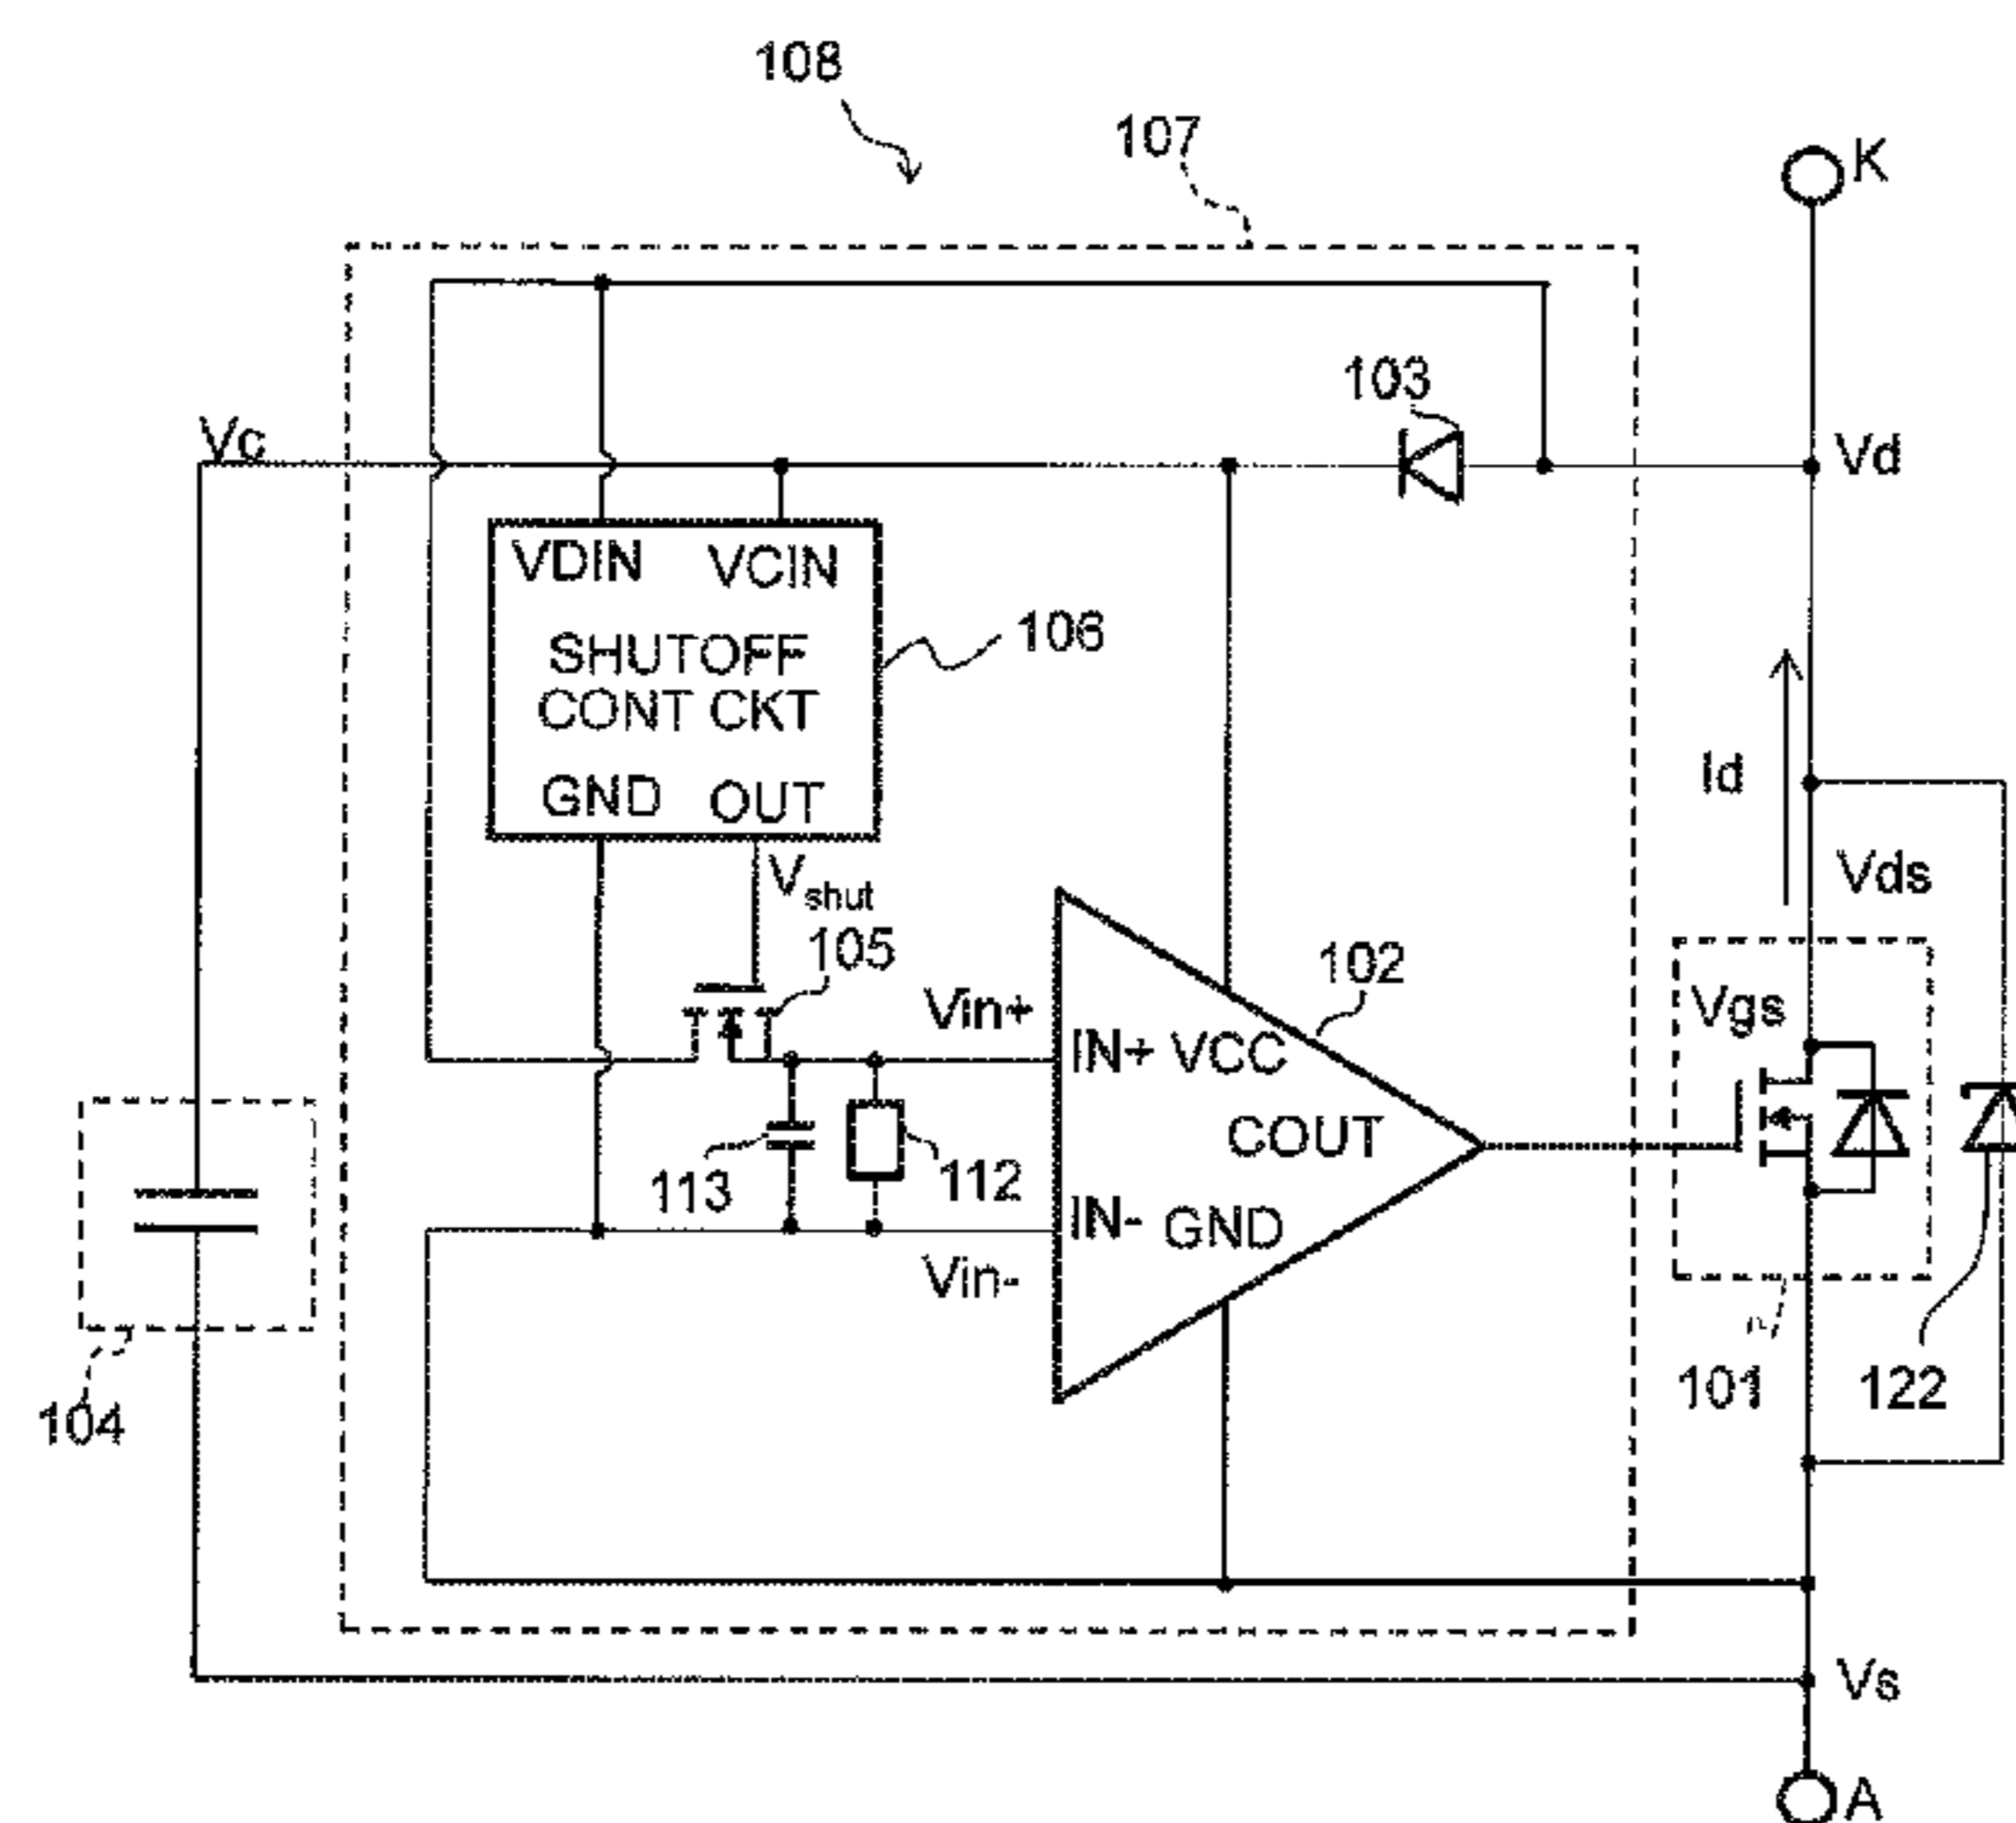 108
107
K
103
Vc
Vd
VDIN VCIN
SHUTOFF
CONT CKT
GND OUT
106
Id
Vshut
Vds
105
102
Vin+
Vgs
IN+ VCC
COUT
113
112
IN- GND
Vin-
104
101
122
Vs
A